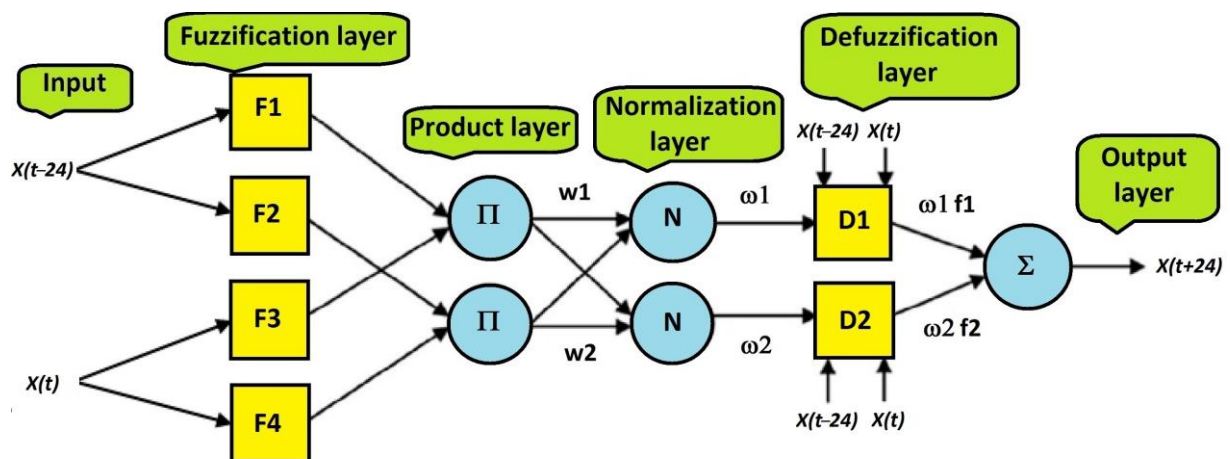 Input
Fuzzification layer
Product layer
Normalization
layer
Defuzzification
layer
Output
layer
X(t–24)
X(t)
F1
F2
F3
F4
Π
Π
w1
w2
N
N
ω1
ω2
X(t–24) X(t)
D1
D2
X(t–24) X(t)
ω1 f1
ω2 f2
Σ
X(t+24)